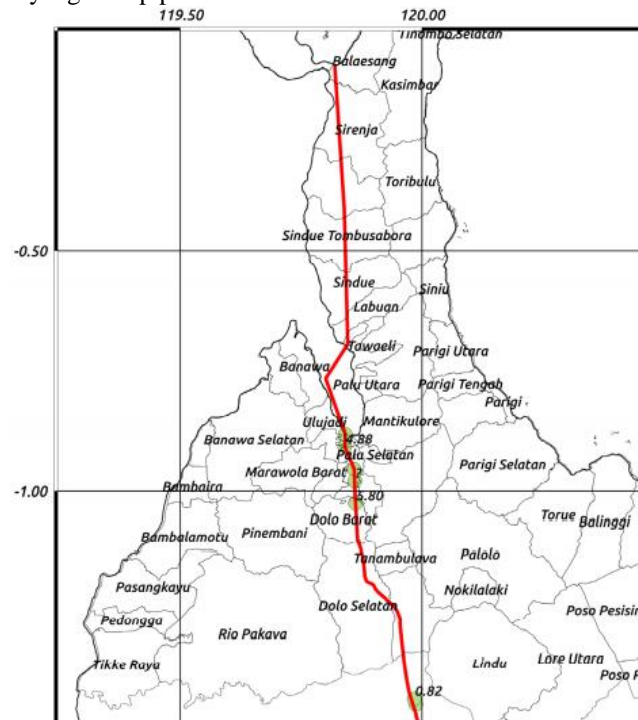 119.50
120.00
Tinombo Selatan
Balaesang
Kasimbar
Sirenja
Toribulu
Sindue Tombusabora
-0.50
Sindue
Siniu
Labuan
Tawaeli
Parigi Utara
Banawa
Palu Utara
Parigi Tengah
Parigi
Ulujadi
Mantikulore
4.88
Banawa Selatan
Palu Selatan
Parigi Selatan
Marawola Barat
Bambaira
-1.00
5.80
Dolo Barat
Torue
Balinggi
Pinembani
Bambalamotu
Tanambulava
Palolo
Pasangkayu
Nokilalaki
Dolo Selatan
Poso Pesisir
Pedongga
Rio Pakava
Tikke Raya
Lindu
Lore Utara
Poso P
0.82